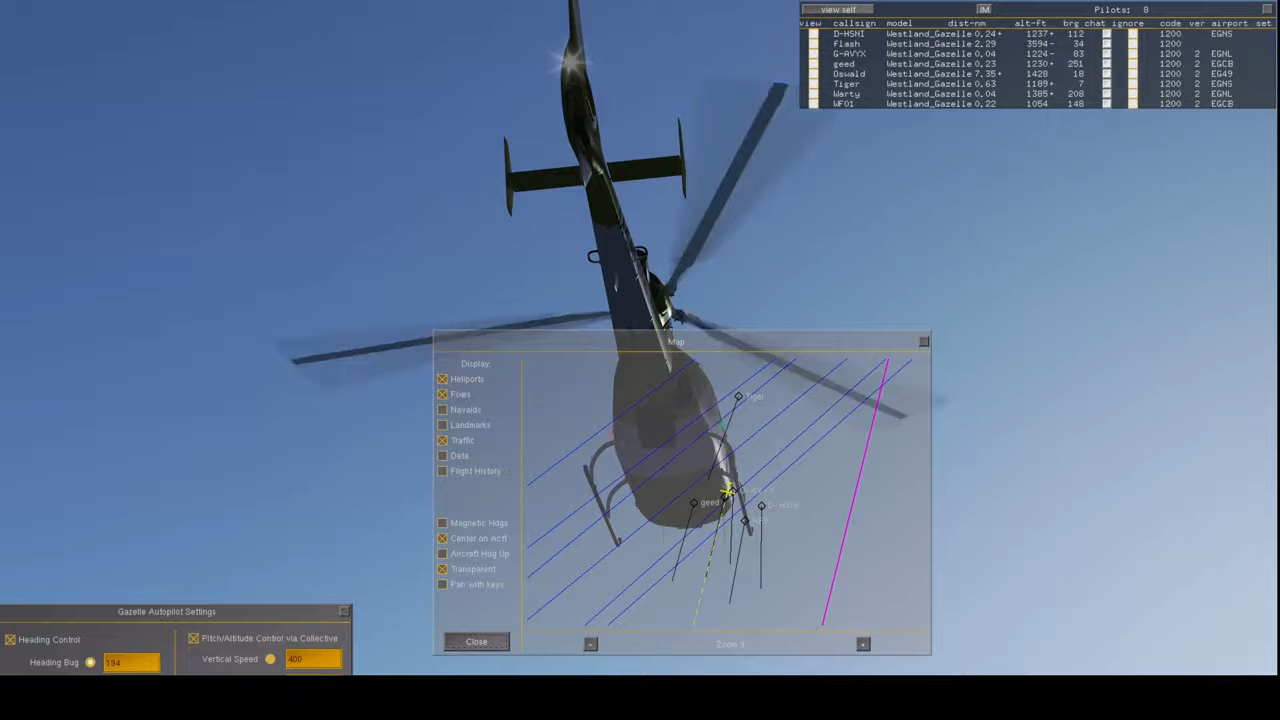 view self IM Pilots: 8
view callsign model dist-nm alt-ft brg chat ignore code ver airport set
D-HSNI Westland_Gazelle 0.24+ 1237+ 112 1200 EGNS
flash Westland_Gazelle 2.29 3594- 34 1200
G-AVYX Westland_Gazelle 0.04 1224- 83 1200 2 EGNL
geed Westland_Gazelle 0.23 1230+ 251 1200 2 EGCB
Oswald Westland_Gazelle 7.35+ 1428 18 1200 2 EG49
Tiger Westland_Gazelle 0.63 1189+ 7 1200 2 EGNS
Warty Westland_Gazelle 0.04 1385+ 208 1200 2 EGNL
WF01 Westland_Gazelle 0.22 1054 148 1200 2 EGCB
Map
Display:
Heliports
Fixes
Navaids
Landmarks
Traffic
Data
Flight History
Magnetic Hdgs
Center on Acft
Aircraft Hdg Up
Transparent
Pan with keys
Close
Tiger
geed
D-HSNI
- Zoom 9 +
Gazelle Autopilot Settings
Heading Control
Heading Bug 194
Pitch/Altitude Control via Collective
Vertical Speed 400